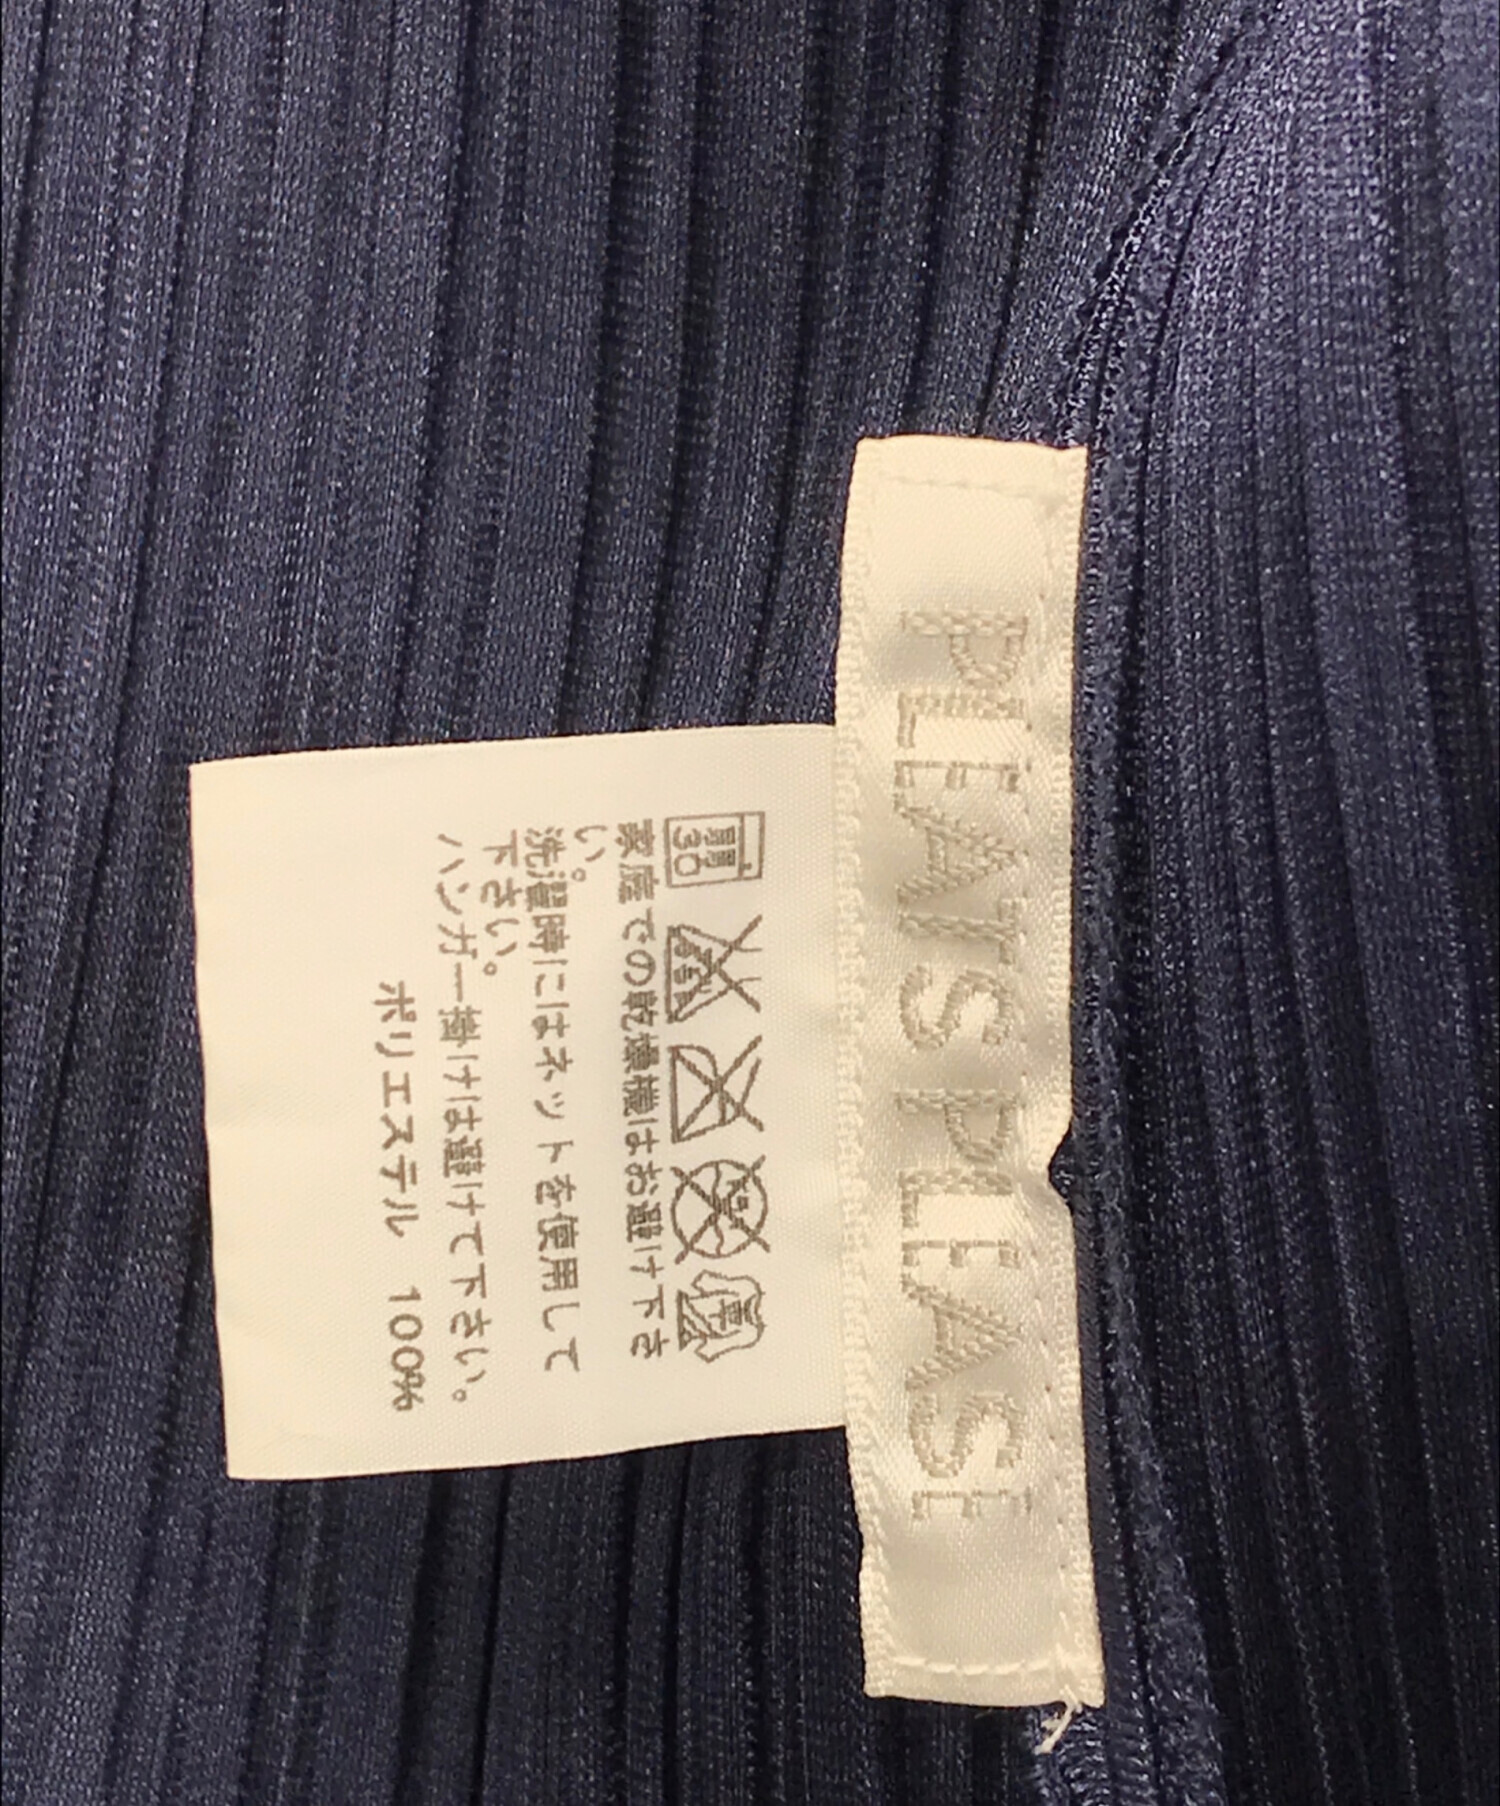 PLEATS PLEASE
弱
30
家庭での乾燥機はお避け下さ
い。
洗濯時にはネットを使用して
下さい。
ハンガー掛けは避けて下さい。
ポリエステル 100%